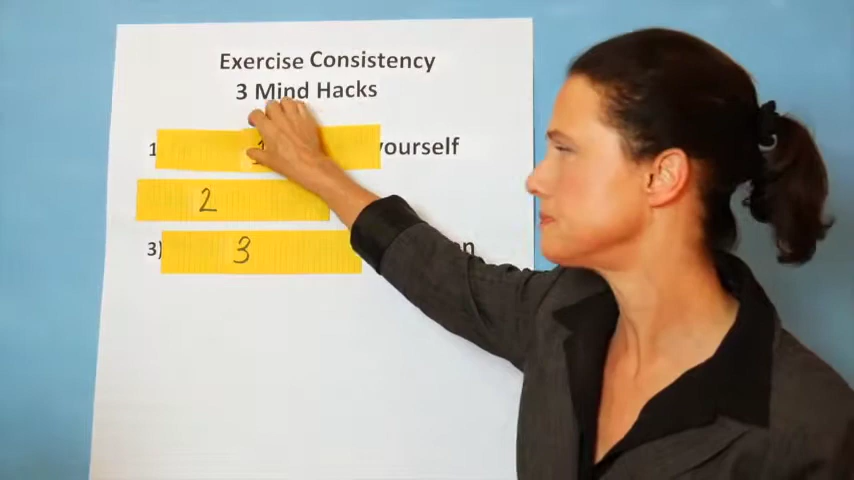 Exercise Consistency
3 Mind Hacks
1 yourself
2
3) 3